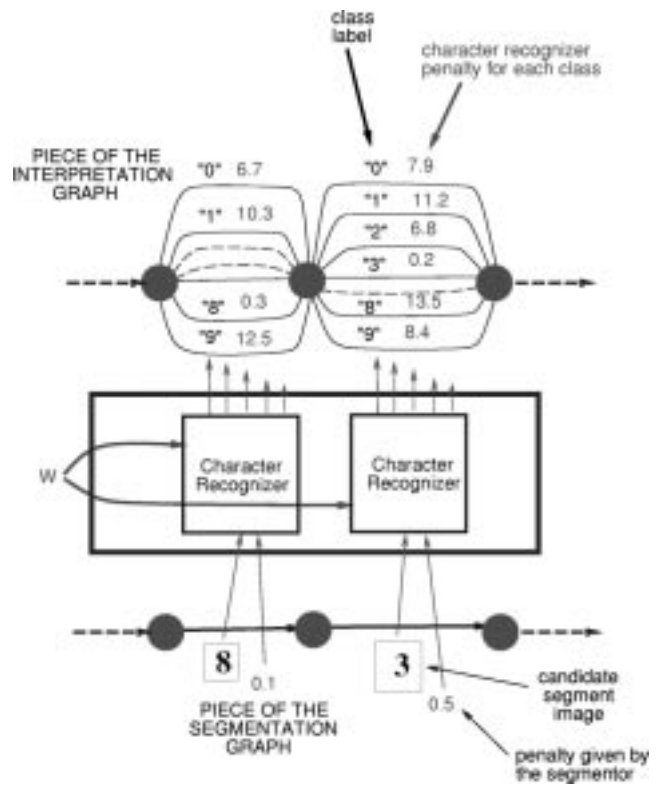 class
label
character recognizer
penalty for each class
PIECE OF THE
INTERPRETATION
GRAPH
"0" 6.7
"0" 7.9
"1" 10.3
"1" 11.2
"2" 6.8
"3" 0.2
"8" 0.3
"8" 13.5
"9" 12.5
"9" 8.4
W
Character
Recognizer
Character
Recognizer
8
3
0.1
0.5
PIECE OF THE
SEGMENTATION
GRAPH
candidate
segment
image
penalty given by
the segmentor